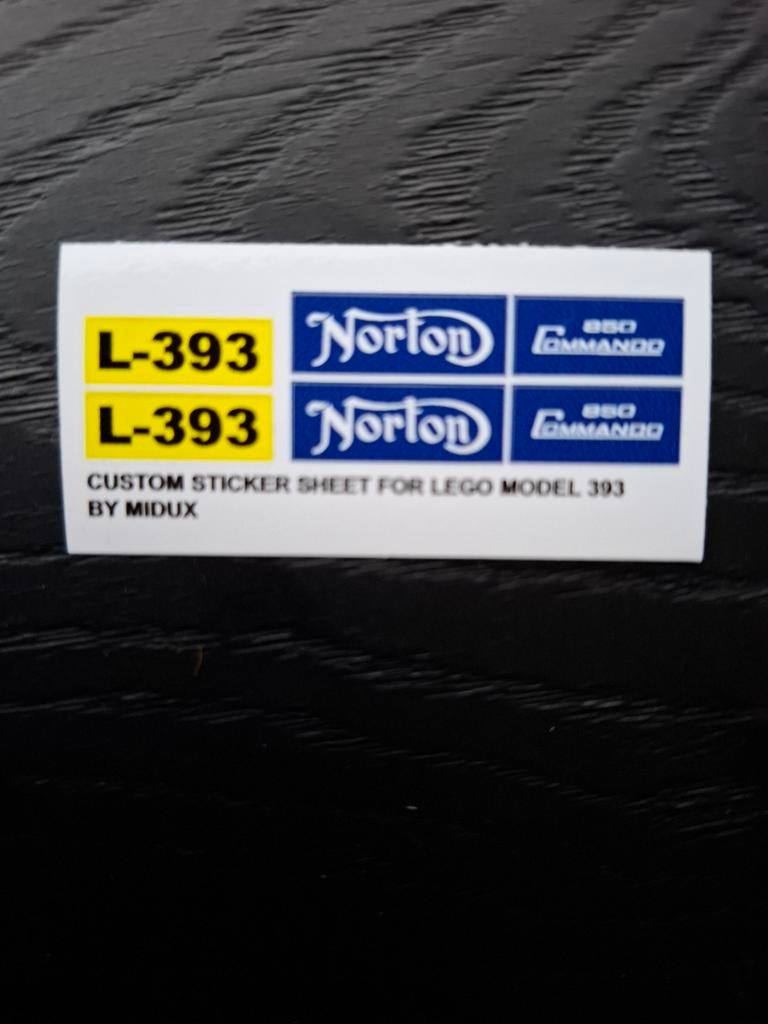 L-393 Norton 850 COMMANDO
L-393 Norton 850 COMMANDO
CUSTOM STICKER SHEET FOR LEGO MODEL 393
BY MIDUX